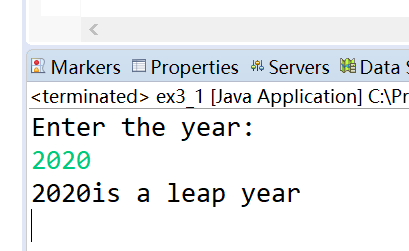 Markers Properties Servers Data S
<terminated> ex3_1 [Java Application] C:\Pr
Enter the year:
2020
2020is a leap year